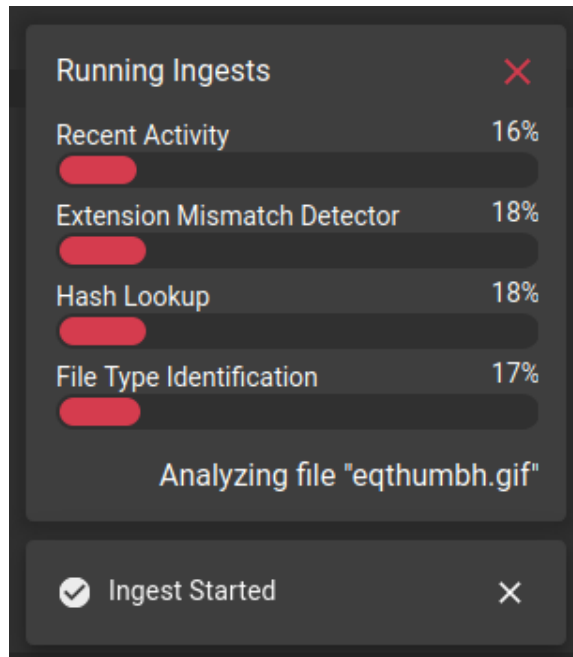 Running Ingests
Recent Activity 16%
Extension Mismatch Detector 18%
Hash Lookup 18%
File Type Identification 17%
Analyzing file "eqthumbh.gif"
Ingest Started